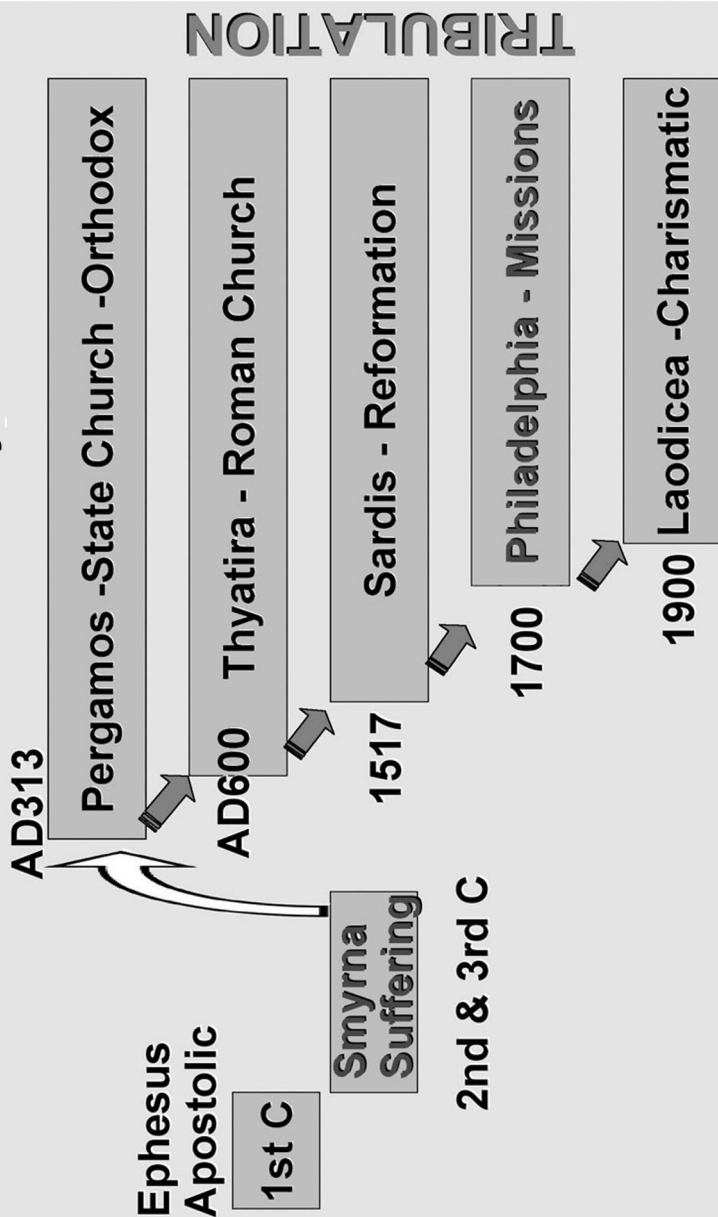 Ephesus
Apostolic
1st C
Smyrna
Suffering
2nd & 3rd C
AD313
Pergamos -State Church -Orthodox
AD600
Thyatira - Roman Church
1517
Sardis - Reformation
1700
Philadelphia - Missions
1900
Laodicea -Charismatic
TRIBULATION